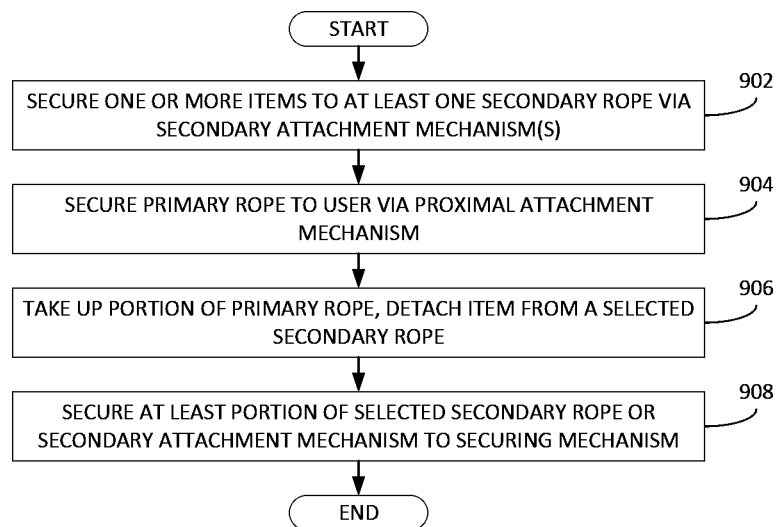 START
902
SECURE ONE OR MORE ITEMS TO AT LEAST ONE SECONDARY ROPE VIA
SECONDARY ATTACHMENT MECHANISM(S)
904
SECURE PRIMARY ROPE TO USER VIA PROXIMAL ATTACHMENT
MECHANISM
906
TAKE UP PORTION OF PRIMARY ROPE, DETACH ITEM FROM A SELECTED
SECONDARY ROPE
908
SECURE AT LEAST PORTION OF SELECTED SECONDARY ROPE OR
SECONDARY ATTACHMENT MECHANISM TO SECURING MECHANISM
END